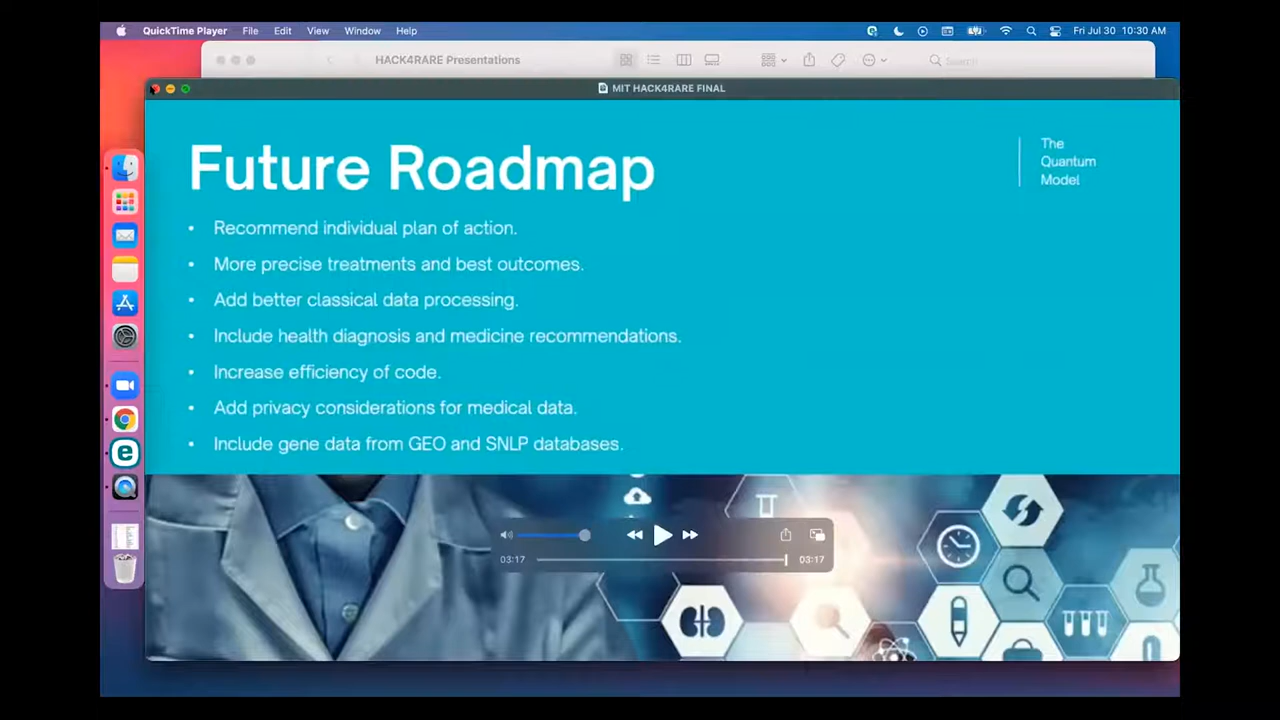 QuickTime Player File Edit View Window Help Fri Jul 30 10:30 AM
HACK4RARE Presentations Search
MIT HACK4RARE FINAL
Future Roadmap
The
Quantum
Model
• Recommend individual plan of action.
• More precise treatments and best outcomes.
• Add better classical data processing.
• Include health diagnosis and medicine recommendations.
• Increase efficiency of code.
• Add privacy considerations for medical data.
• Include gene data from GEO and SNLP databases.
03:17 03:17